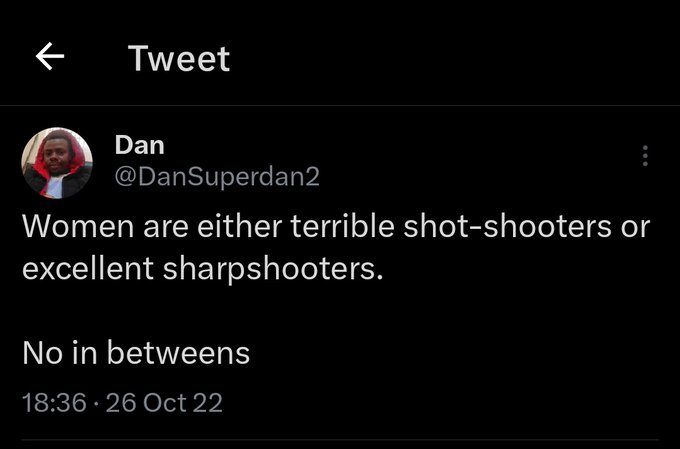 Tweet
Dan
@DanSuperdan2
Women are either terrible shot-shooters or
excellent sharpshooters.
No in betweens
18:36 · 26 Oct 22